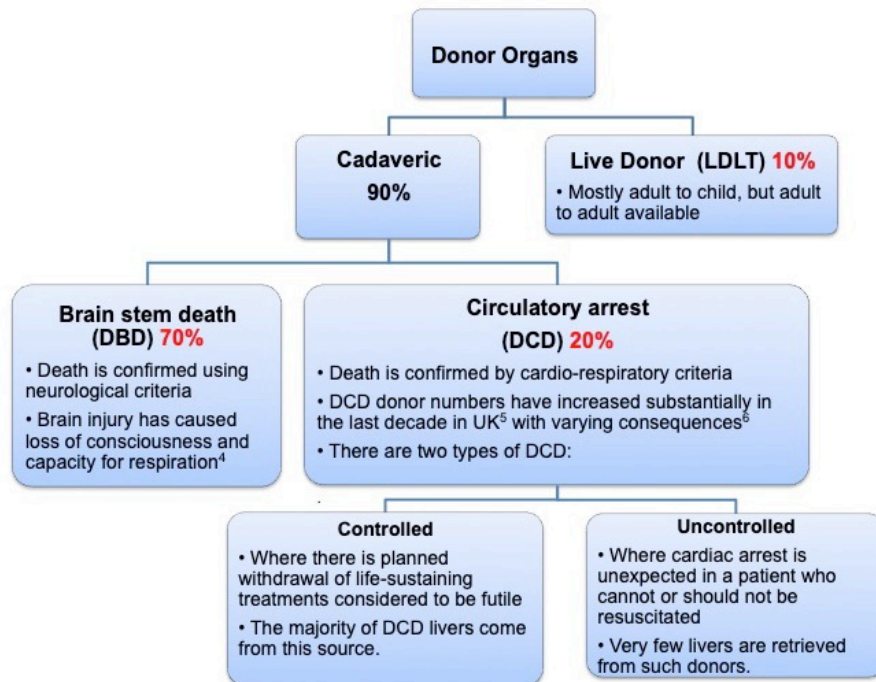 Donor Organs
Cadaveric
90%
Live Donor (LDLT) 10%
• Mostly adult to child, but adult
to adult available
Brain stem death
(DBD) 70%
• Death is confirmed using
neurological criteria
• Brain injury has caused
loss of consciousness and
capacity for respiration⁴
Circulatory arrest
(DCD) 20%
• Death is confirmed by cardio-respiratory criteria
• DCD donor numbers have increased substantially in
the last decade in UK⁵ with varying consequences⁶
• There are two types of DCD:
Controlled
• Where there is planned
withdrawal of life-sustaining
treatments considered to be futile
• The majority of DCD livers come
from this source.
Uncontrolled
• Where cardiac arrest is
unexpected in a patient who
cannot or should not be
resuscitated
• Very few livers are retrieved
from such donors.